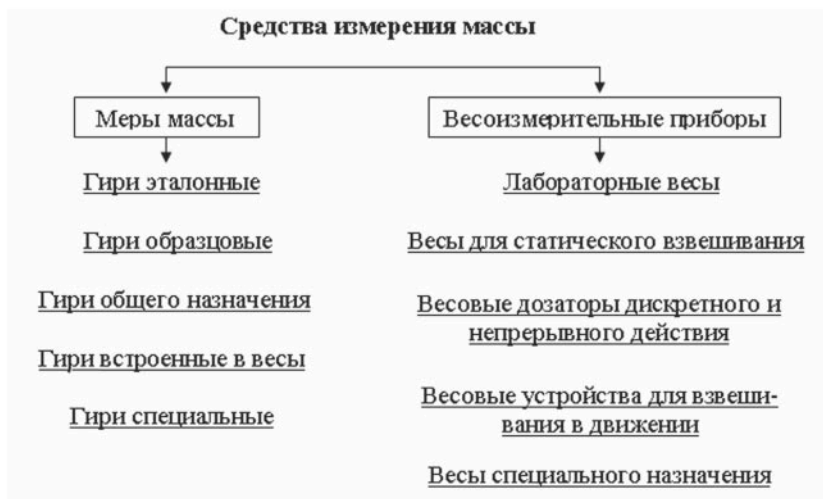 Средства измерения массы
Меры массы
Гири эталонные
Гири образцовые
Гири общего назначения
Гири встроенные в весы
Гири специальные
Весоизмерительные приборы
Лабораторные весы
Весы для статического взвешивания
Весовые дозаторы дискретного и
непрерывного действия
Весовые устройства для взвеши-
вания в движении
Весы специального назначения